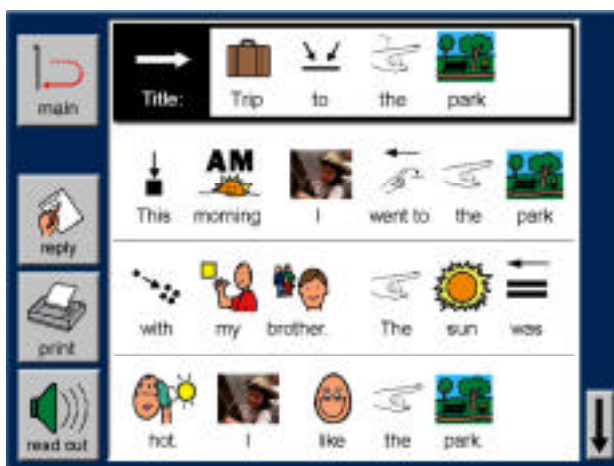 main
Title: Trip to the park
AM
This morning I went to the park
reply
with my brother. The sun was
print
hot. I like the park.
read out